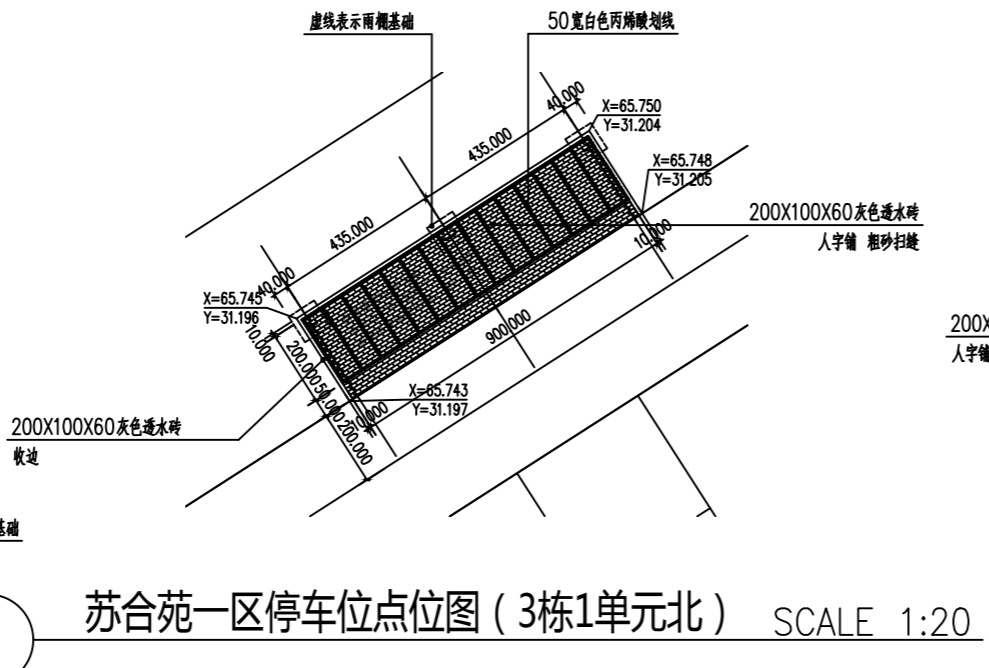 虚线表示雨棚基础
50宽白色丙烯酸划线
40.000
X=65.750
Y=31.204
435.000
X=65.748
Y=31.205
200X100X60灰色透水砖
人字铺 粗砂扫缝
435.000
10.000
40.000
X=65.745
Y=31.196
900.000
10.000
200.000
50.000
10.000
200.000
X=65.743
Y=31.197
200X
人字铺
200X100X60灰色透水砖
收边
基础
苏合苑一区停车位点位图(3栋1单元北) SCALE 1:20